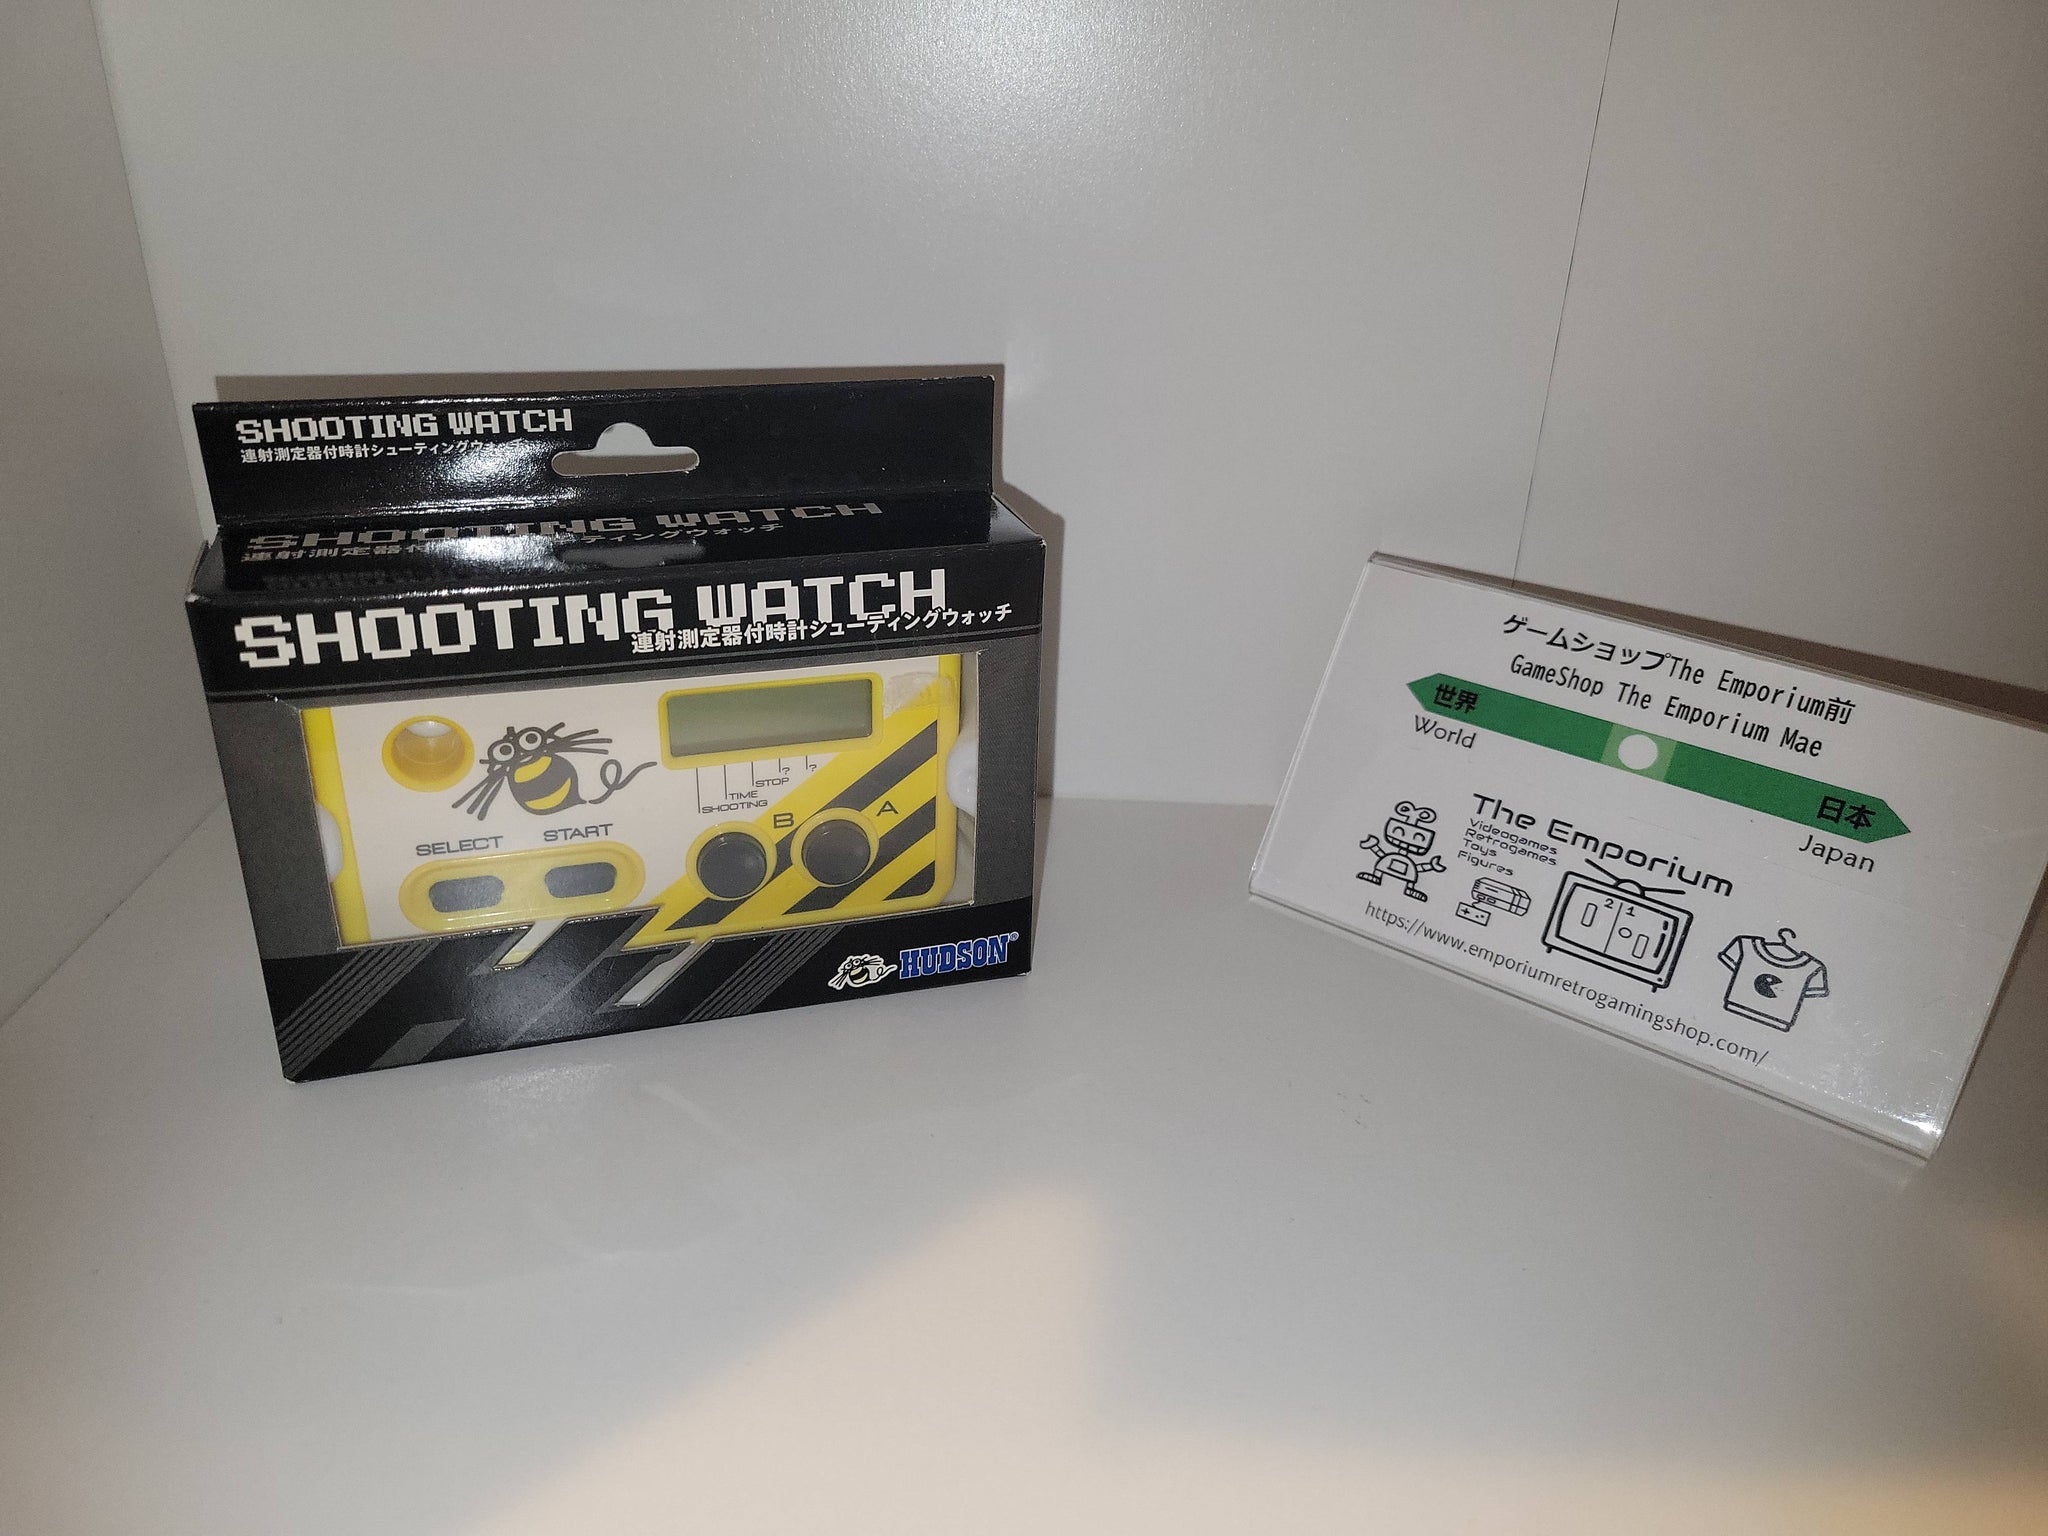 SHOOTING WATCH
連射測定器付時計シューティングウォッチ
SHOOTING WATCH
SHOOTING WATCH
連射測定器付時計シューティングウォッチ
STOP
?
?
TIME
SHOOTING
SELECT
START
B
A
HUDSON®
ゲームショップThe Emporium前
GameShop The Emporium Mae
世界
World
日本
Japan
The Emporium
Videogames
Retrogames
Toys
Figures
2 1
https://www.emporiumretrogamingshop.com/